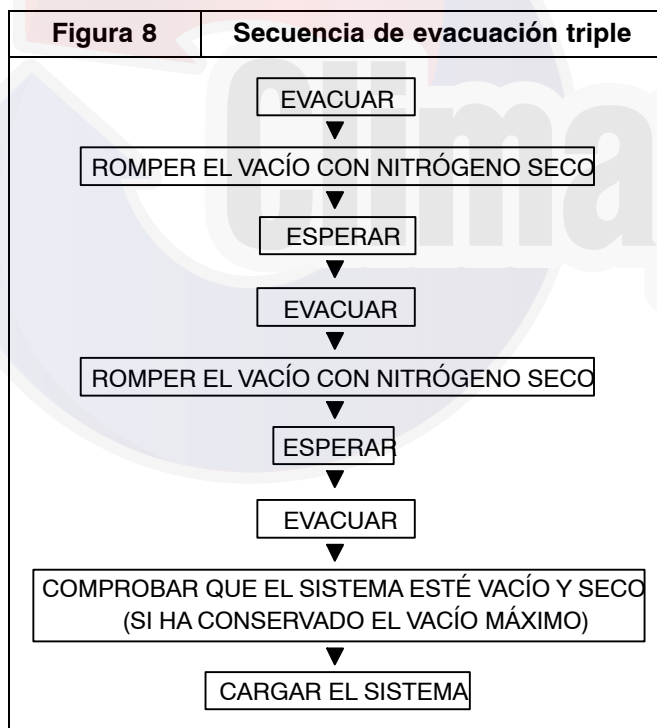 Figura 8
Secuencia de evacuación triple
EVACUAR
ROMPER EL VACÍO CON NITRÓGENO SECO
ESPERAR
EVACUAR
ROMPER EL VACÍO CON NITRÓGENO SECO
ESPERAR
EVACUAR
COMPROBAR QUE EL SISTEMA ESTÉ VACÍO Y SECO
(SI HA CONSERVADO EL VACÍO MÁXIMO)
CARGAR EL SISTEMA
Clima